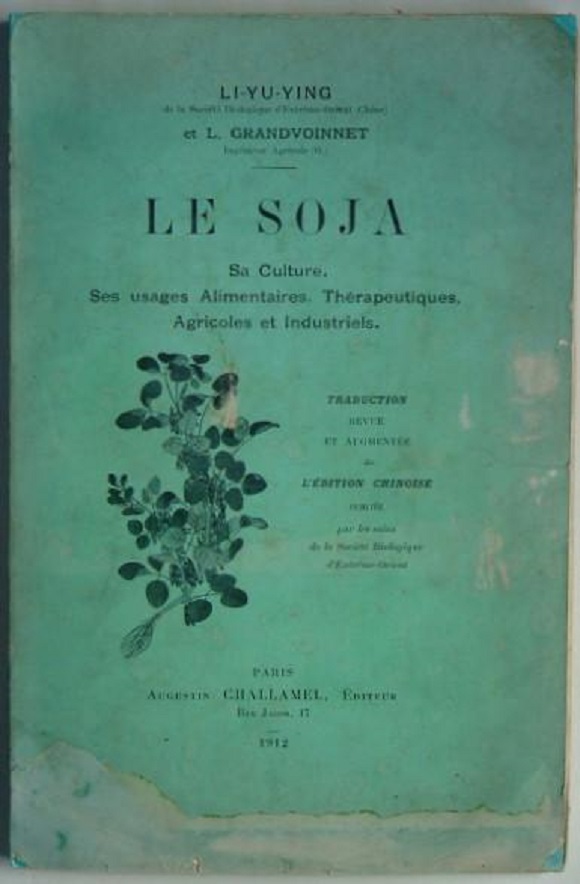 LI-YU-YING
de la Société Biologique d'Extrême-Orient (Chine)
et L. GRANDVOINNET
Ingénieur Agricole
LE SOJA
Sa Culture.
Ses usages Alimentaires. Thérapeutiques.
Agricoles et Industriels.
TRADUCTION
REVUE
ET AUGMENTÉE
de
L'ÉDITION CHINOISE
par les soins
de la Société Biologique
d'Extrême-Orient
PARIS
AUGUSTIN CHALLAMEL, ÉDITEUR
RUE JACOB, 17
1912